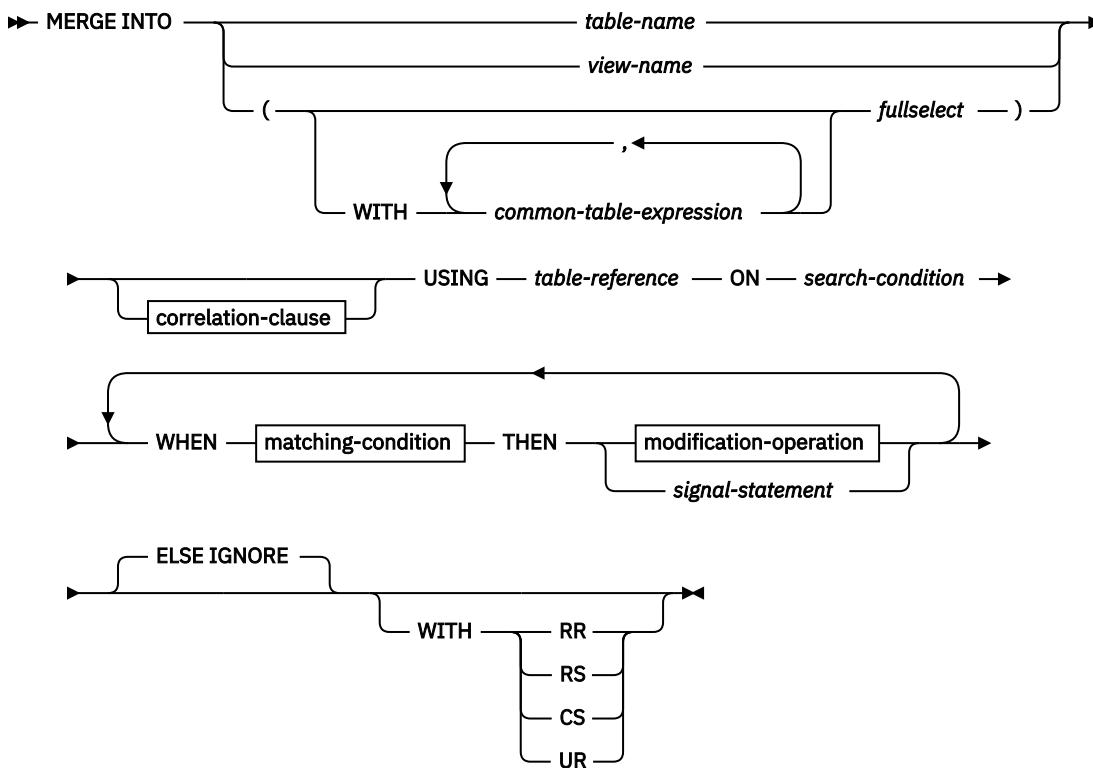 MERGE INTO table-name
view-name
( fullselect )
,
WITH common-table-expression
USING table-reference ON search-condition
correlation-clause
WHEN matching-condition THEN modification-operation
signal-statement
ELSE IGNORE
WITH RR
RS
CS
UR